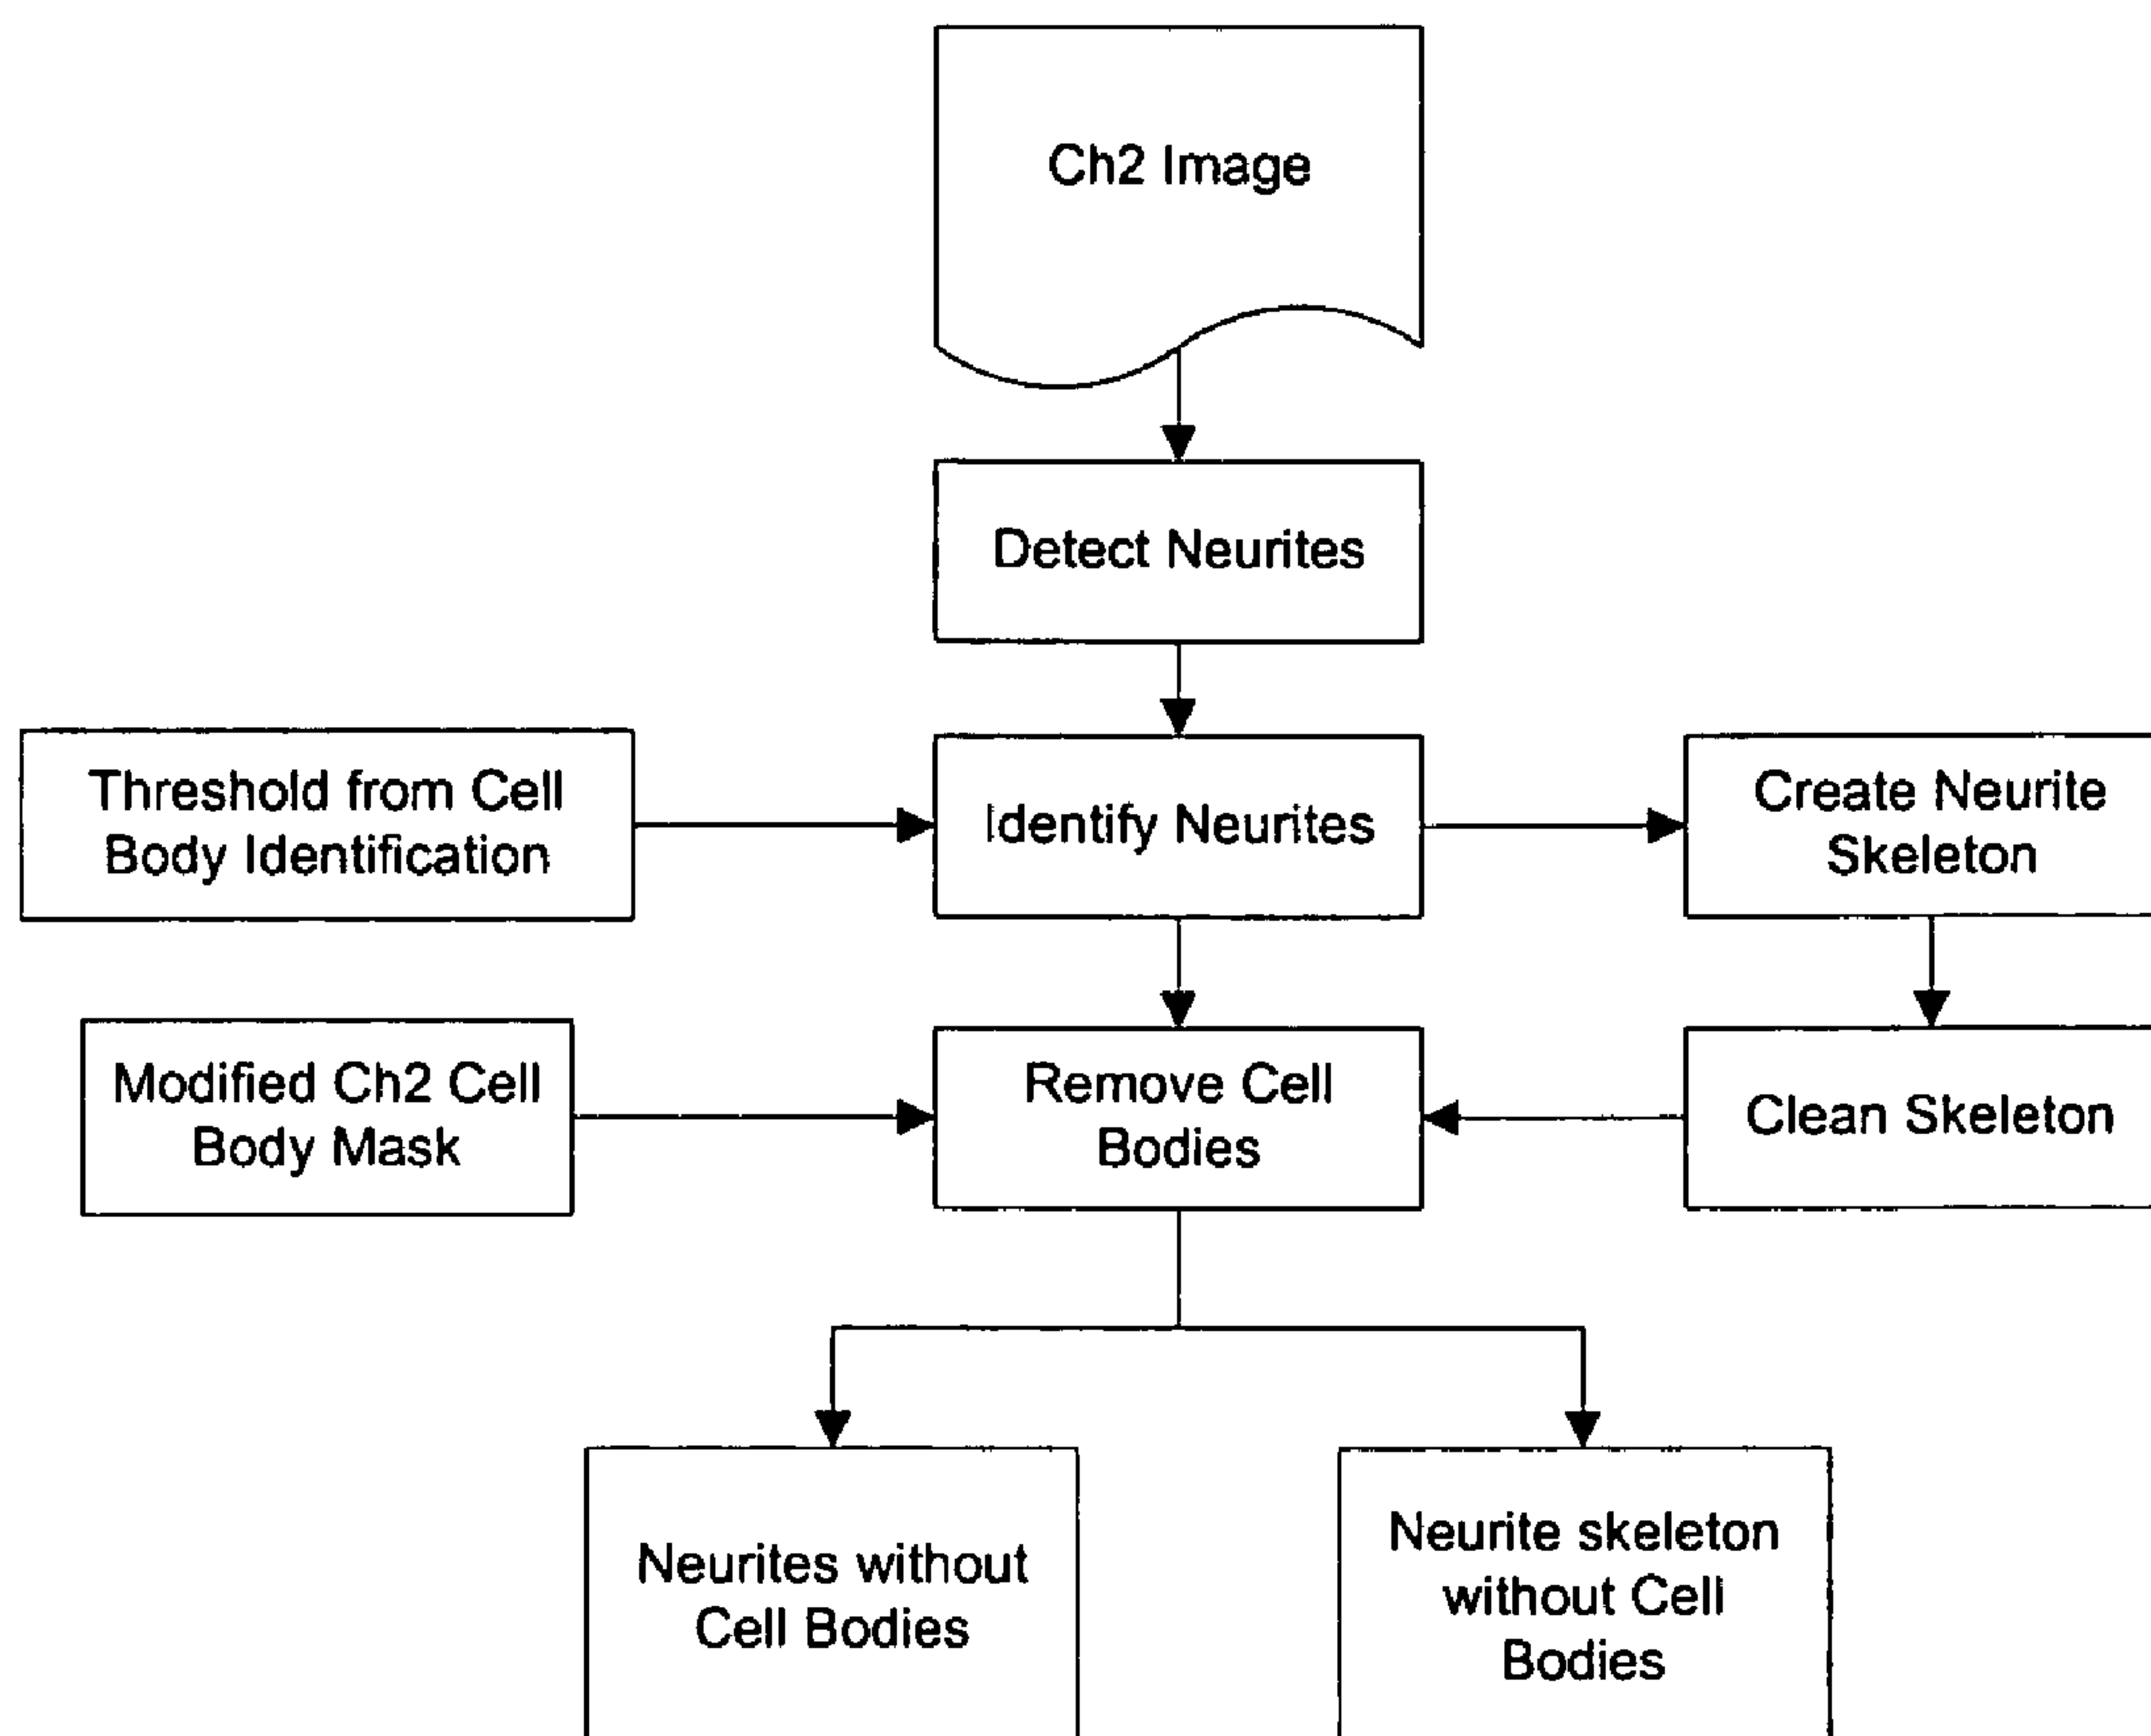 Ch2 Image
Detect Neurites
Threshold from Cell
Body Identification
Identify Neurites
Create Neurite
Skeleton
Modified Ch2 Cell
Body Mask
Remove Cell
Bodies
Clean Skeleton
Neurites without
Cell Bodies
Neurite skeleton
without Cell
Bodies